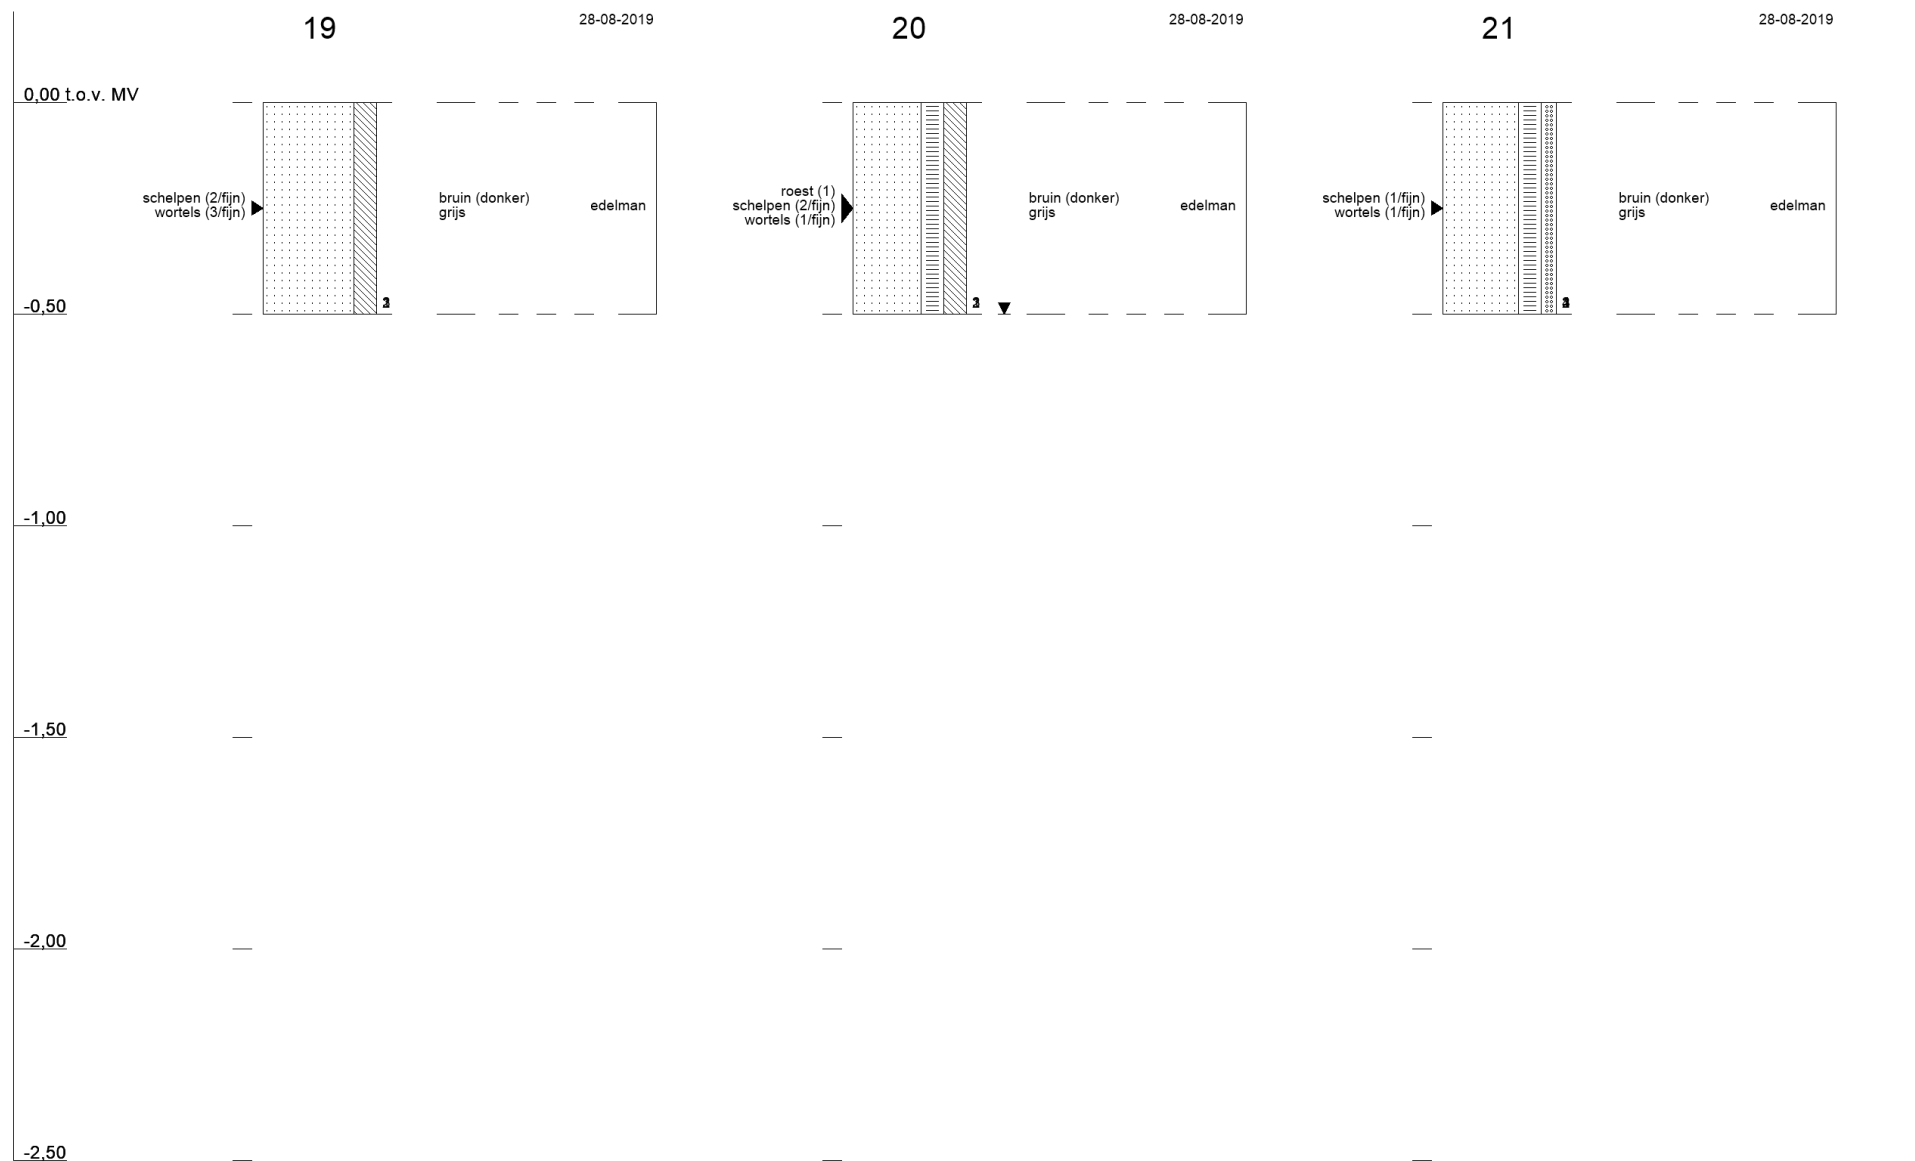 19
28-08-2019
20
28-08-2019
21
28-08-2019
0,00 t.o.v. MV
schelpen (2/fijn)
wortels (3/fijn)
bruin (donker)
grijs
edelman
roest (1)
schelpen (2/fijn)
wortels (1/fijn)
bruin (donker)
grijs
edelman
schelpen (1/fijn)
wortels (1/fijn)
bruin (donker)
grijs
edelman
-0,50
-1,00
-1,50
-2,00
-2,50